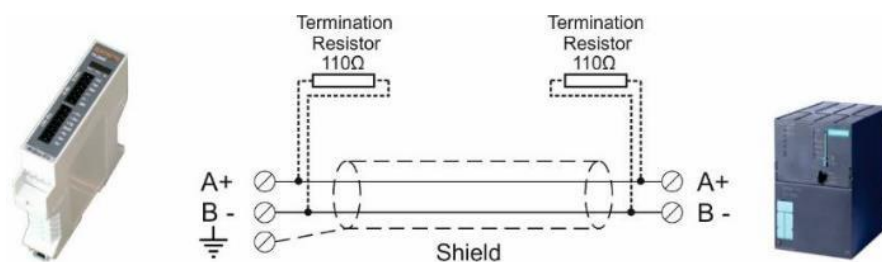 Termination
Resistor
110Ω
Termination
Resistor
110Ω
A+
B -
A+
B -
Shield